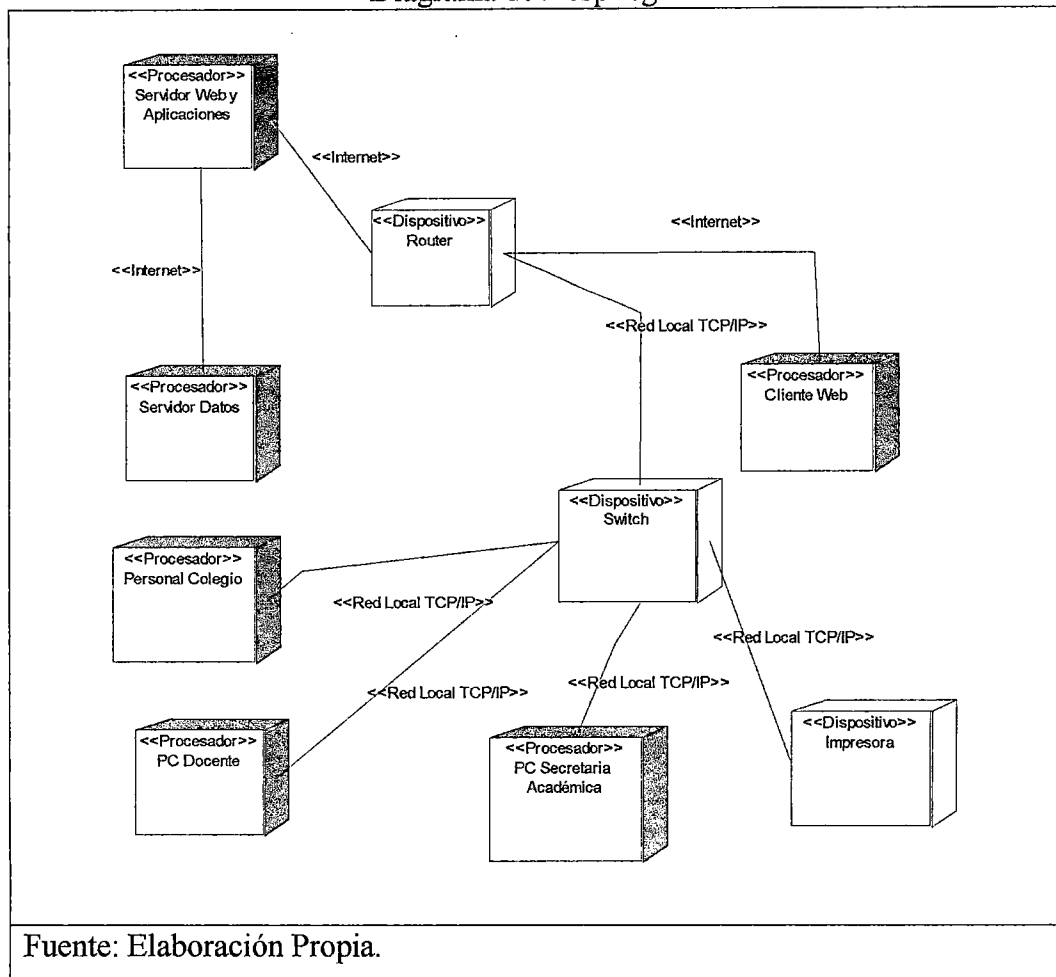 <<Procesador>>
Servidor Web y
Aplicaciones
<<Internet>>
<<Dispositivo>>
Router
<<Internet>>
<<Internet>>
<<Red Local TCP/IP>>
<<Procesador>>
Servidor Datos
<<Procesador>>
Cliente Web
<<Dispositivo>>
Switch
<<Procesador>>
Personal Colegio
<<Red Local TCP/IP>>
<<Red Local TCP/IP>>
<<Red Local TCP/IP>>
<<Red Local TCP/IP>>
<<Procesador>>
PC Docente
<<Procesador>>
PC Secretaria
Académica
<<Dispositivo>>
Impresora
Fuente: Elaboración Propia.